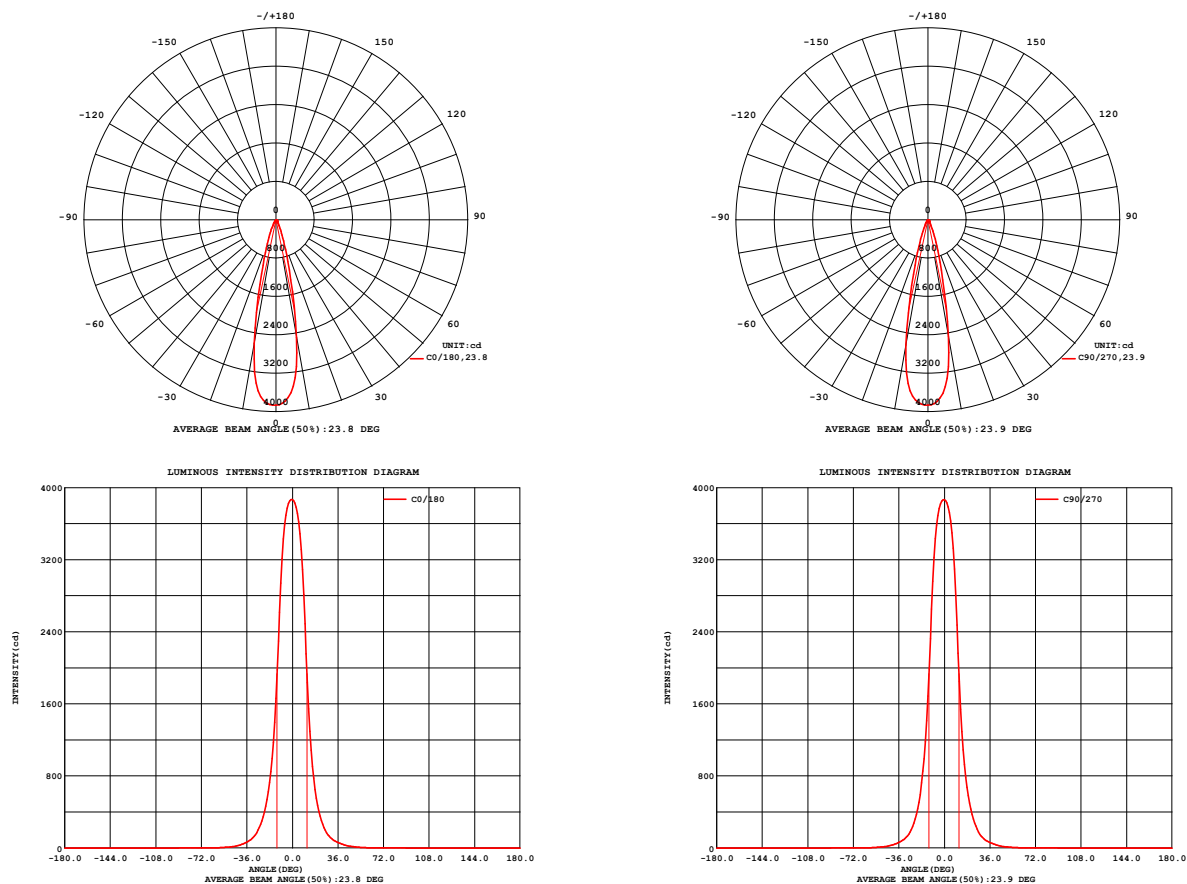 -/+180
-150 150
-120 120
-90 90
-60 60
-30 30
0
800
1600
2400
3200
4000
0
UNIT:cd
C0/180,23.8
AVERAGE BEAM ANGLE(50%):23.8 DEG
-/+180
-150 150
-120 120
-90 90
-60 60
-30 30
0
800
1600
2400
3200
4000
0
UNIT:cd
C90/270,23.9
AVERAGE BEAM ANGLE(50%):23.9 DEG
LUMINOUS INTENSITY DISTRIBUTION DIAGRAM
C0/180
4000
3200
2400
1600
800
0
INTENSITY(cd)
-180.0 -144.0 -108.0 -72.0 -36.0 0.0 36.0 72.0 108.0 144.0 180.0
ANGLE(DEG)
AVERAGE BEAM ANGLE(50%):23.8 DEG
LUMINOUS INTENSITY DISTRIBUTION DIAGRAM
C90/270
4000
3200
2400
1600
800
0
INTENSITY(cd)
-180.0 -144.0 -108.0 -72.0 -36.0 0.0 36.0 72.0 108.0 144.0 180.0
ANGLE(DEG)
AVERAGE BEAM ANGLE(50%):23.9 DEG